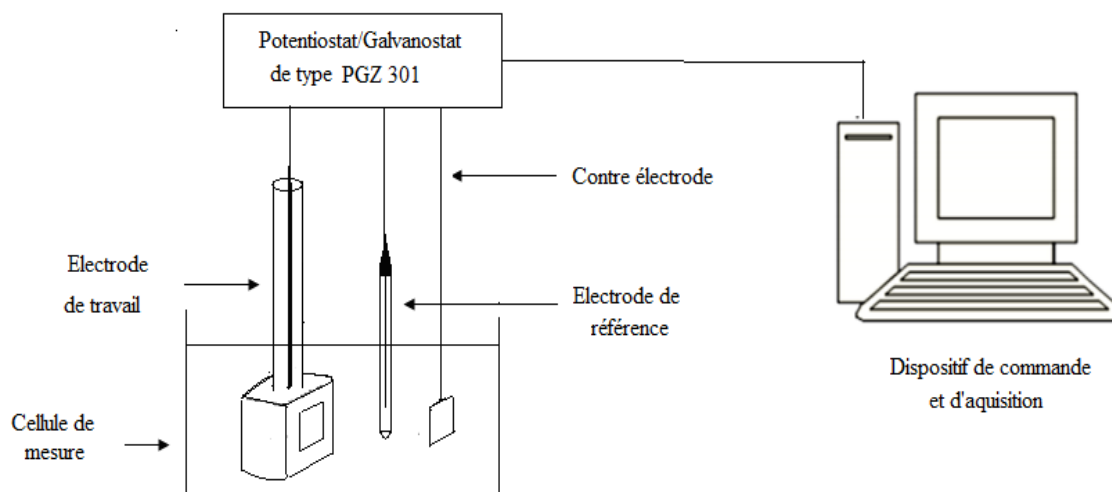 Potentiostat/Galvanostat
de type PGZ 301
Contre électrode
Electrode
de travail
Electrode de
référence
Dispositif de commande
et d'aquisition
Cellule de
mesure